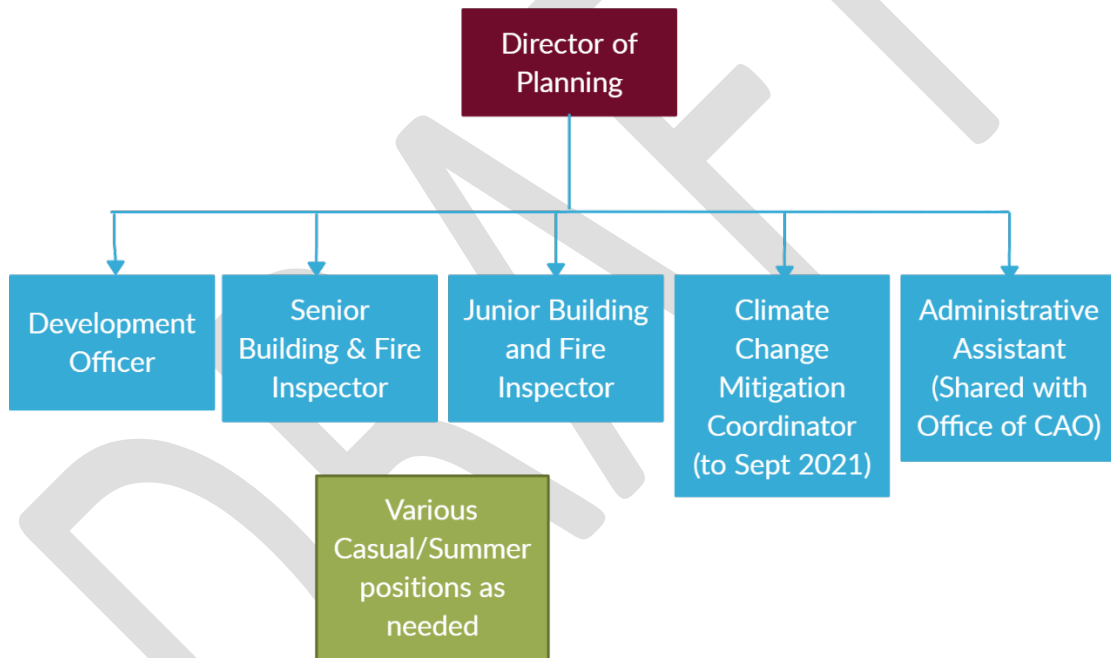 Director of
Planning
Development
Officer
Senior
Building & Fire
Inspector
Junior Building
and Fire
Inspector
Climate
Change
Mitigation
Coordinator
(to Sept 2021)
Administrative
Assistant
(Shared with
Office of CAO)
Various
Casual/Summer
positions as
needed
DRAFT